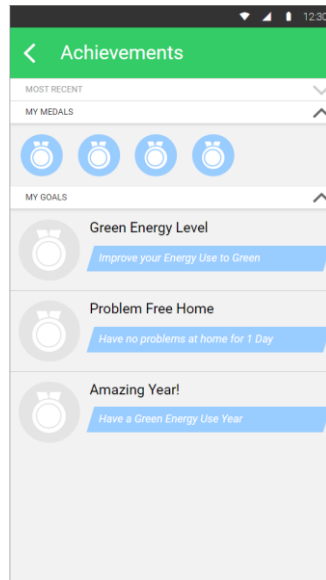 12:30
Achievements
MOST RECENT
MY MEDALS
MY GOALS
Green Energy Level
Improve your Energy Use to Green
Problem Free Home
Have no problems at home for 1 Day
Amazing Year!
Have a Green Energy Use Year